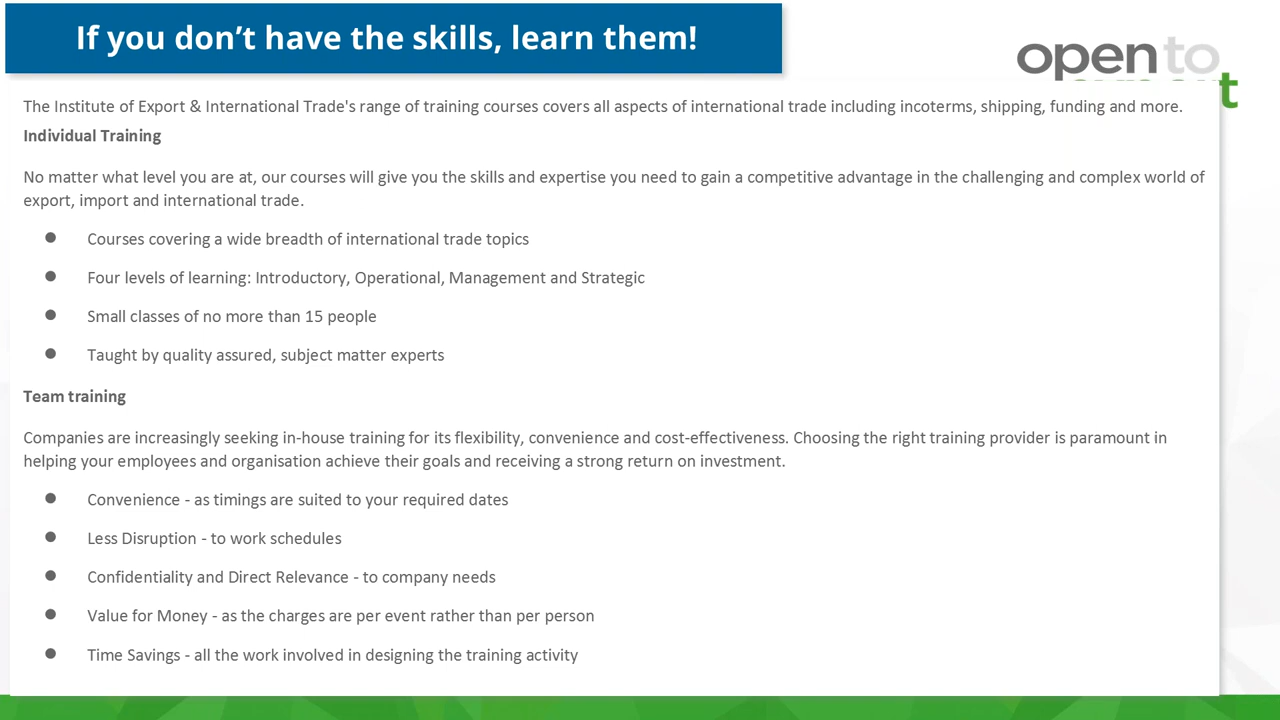 If you don’t have the skills, learn them!
open to
The Institute of Export & International Trade's range of training courses covers all aspects of international trade including incoterms, shipping, funding and more.
Individual Training
No matter what level you are at, our courses will give you the skills and expertise you need to gain a competitive advantage in the challenging and complex world of
export, import and international trade.
● Courses covering a wide breadth of international trade topics
● Four levels of learning: Introductory, Operational, Management and Strategic
● Small classes of no more than 15 people
● Taught by quality assured, subject matter experts
Team training
Companies are increasingly seeking in-house training for its flexibility, convenience and cost-effectiveness. Choosing the right training provider is paramount in
helping your employees and organisation achieve their goals and receiving a strong return on investment.
● Convenience - as timings are suited to your required dates
● Less Disruption - to work schedules
● Confidentiality and Direct Relevance - to company needs
● Value for Money - as the charges are per event rather than per person
● Time Savings - all the work involved in designing the training activity